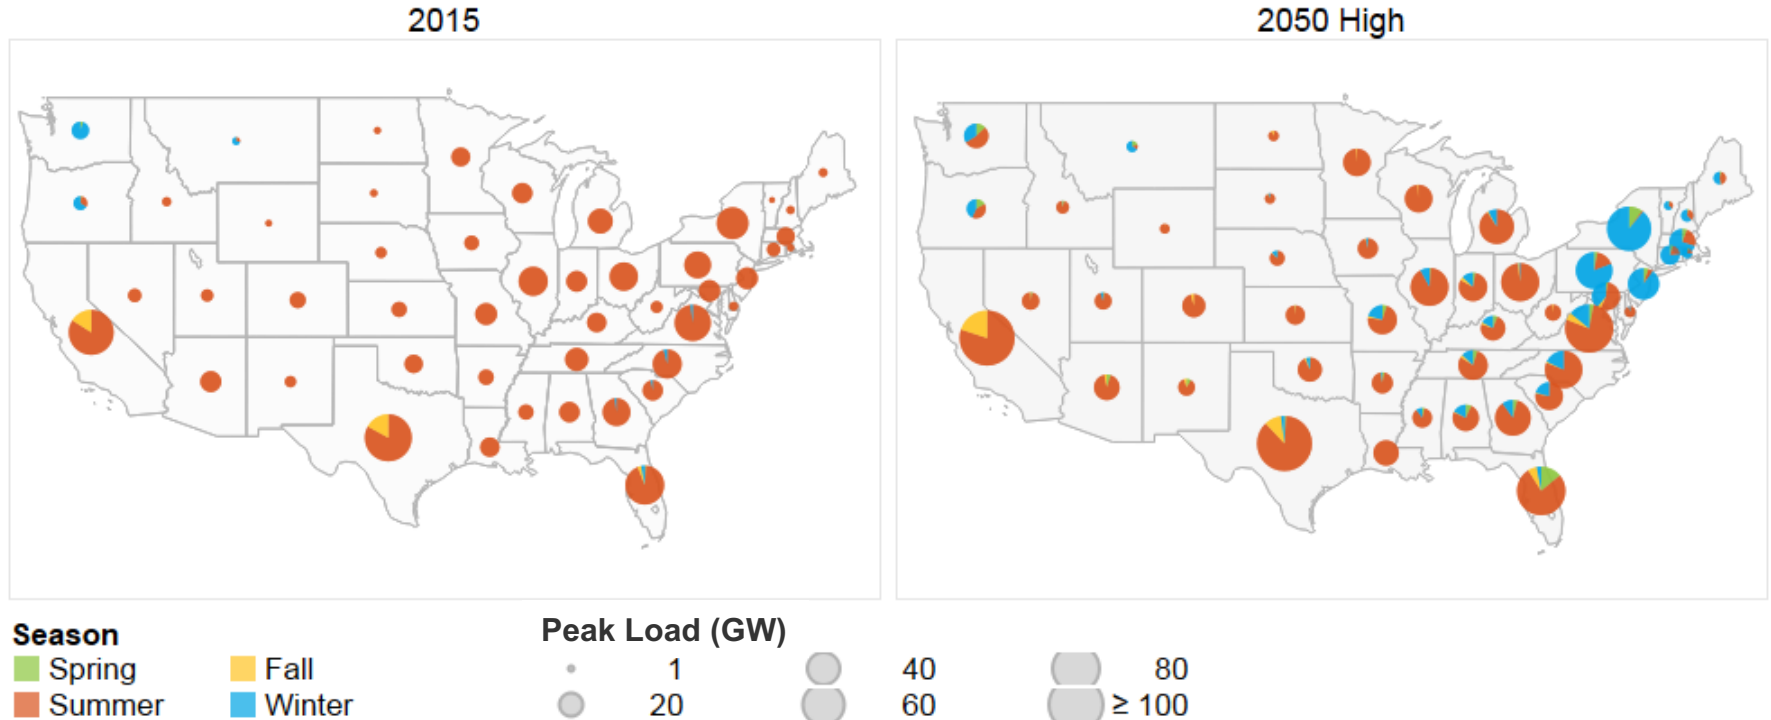 2015
2050 High
Season
Spring
Fall
Summer
Winter
Peak Load (GW)
1
40
80
20
60
≥ 100